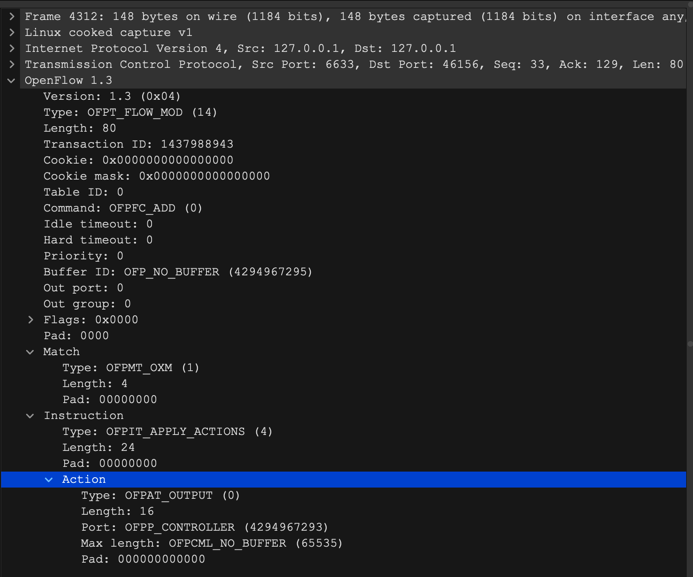 Frame 4312: 148 bytes on wire (1184 bits), 148 bytes captured (1184 bits) on interface any,
Linux cooked capture v1
Internet Protocol Version 4, Src: 127.0.0.1, Dst: 127.0.0.1
Transmission Control Protocol, Src Port: 6633, Dst Port: 46156, Seq: 33, Ack: 129, Len: 80
OpenFlow 1.3
Version: 1.3 (0x04)
Type: OFPT_FLOW_MOD (14)
Length: 80
Transaction ID: 1437988943
Cookie: 0x0000000000000000
Cookie mask: 0x0000000000000000
Table ID: 0
Command: OFPFC_ADD (0)
Idle timeout: 0
Hard timeout: 0
Priority: 0
Buffer ID: OFP_NO_BUFFER (4294967295)
Out port: 0
Out group: 0
Flags: 0x0000
Pad: 0000
Match
Type: OFPMT_OXM (1)
Length: 4
Pad: 00000000
Instruction
Type: OFPIT_APPLY_ACTIONS (4)
Length: 24
Pad: 00000000
Action
Type: OFPAT_OUTPUT (0)
Length: 16
Port: OFPP_CONTROLLER (4294967293)
Max length: OFPCML_NO_BUFFER (65535)
Pad: 000000000000